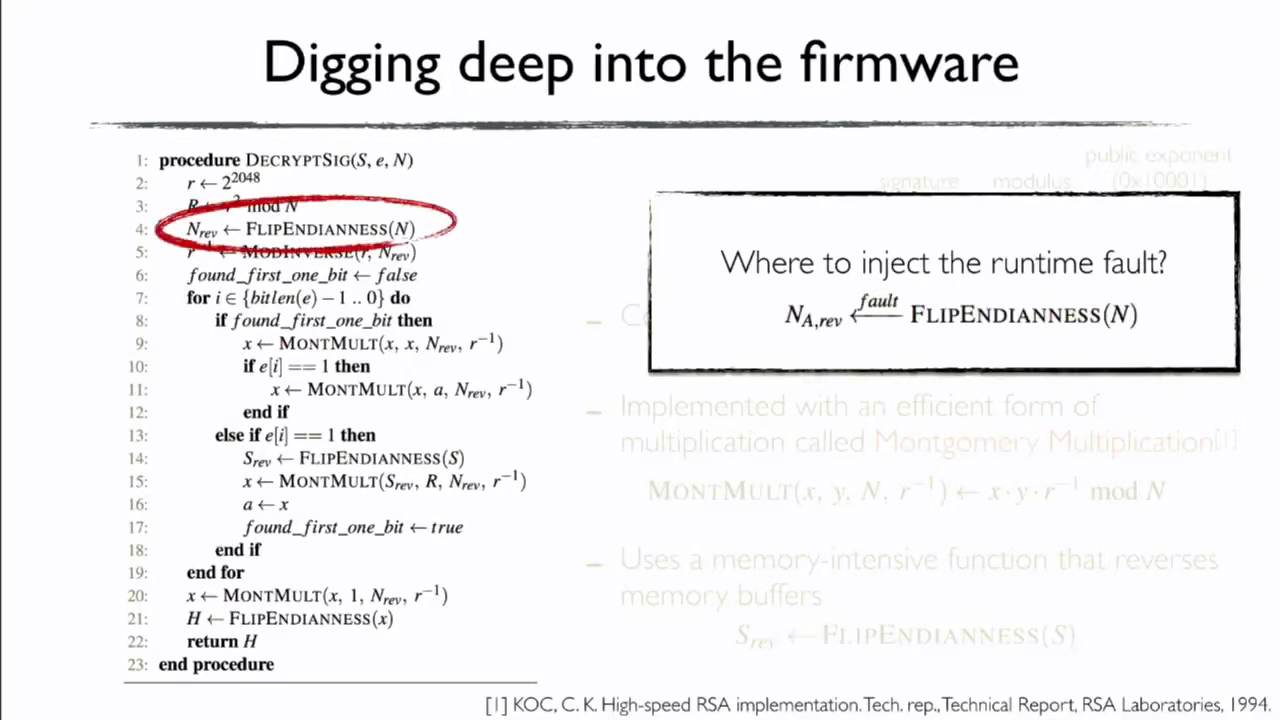 Digging deep into the firmware
1: procedure DECRYPTSIG(S, e, N)
2: r ← 2^2048
3: R ← r^2 mod N
4: N_rev ← FLIPENDIANNESS(N)
5: r^−1 ← MODINVERSE(r, N_rev)
6: found_first_one_bit ← false
7: for i ∈ {bitlen(e) − 1 .. 0} do
8: if found_first_one_bit then
9: x ← MONTMULT(x, x, N_rev, r^−1)
10: if e[i] == 1 then
11: x ← MONTMULT(x, a, N_rev, r^−1)
12: end if
13: else if e[i] == 1 then
14: S_rev ← FLIPENDIANNESS(S)
15: x ← MONTMULT(S_rev, R, N_rev, r^−1)
16: a ← x
17: found_first_one_bit ← true
18: end if
19: end for
20: x ← MONTMULT(x, 1, N_rev, r^−1)
21: H ← FLIPENDIANNESS(x)
22: return H
23: end procedure
public exponent
signature modulus (0x10001)
Where to inject the runtime fault?
fault
N_A,rev ← FLIPENDIANNESS(N)
– Implemented with an efficient form of
multiplication called Montgomery Multiplication[1]
MONTMULT(x, y, N, r^−1) ← x · y · r^−1 mod N
– Uses a memory-intensive function that reverses
memory buffers
S_rev ← FLIPENDIANNESS(S)
[1] KOC, C. K. High-speed RSA implementation. Tech. rep., Technical Report, RSA Laboratories, 1994.